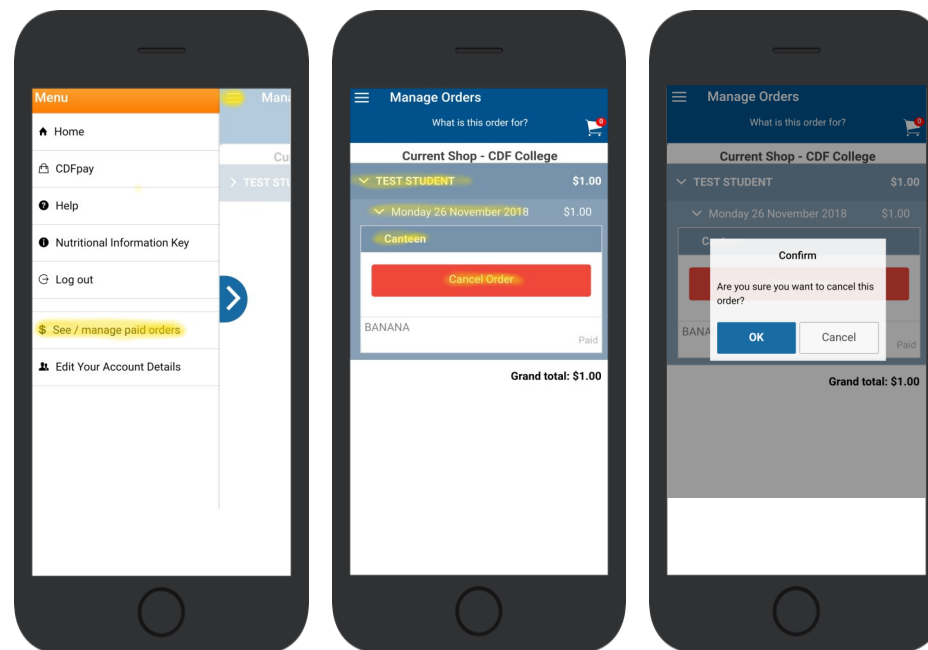 Menu
Mana
Home
CDFpay
Cu
TEST STU
Help
Nutritional Information Key
Log out
$ See / manage paid orders
Edit Your Account Details
Manage Orders
What is this order for?
0
Current Shop - CDF College
TEST STUDENT $1.00
Monday 26 November 2018 $1.00
Canteen
Cancel Order
BANANA
Paid
Grand total: $1.00
Manage Orders
What is this order for?
0
Current Shop - CDF College
TEST STUDENT $1.00
Monday 26 November 2018 $1.00
C
Confirm
Are you sure you want to cancel this
order?
BANA
OK Cancel
Paid
Grand total: $1.00